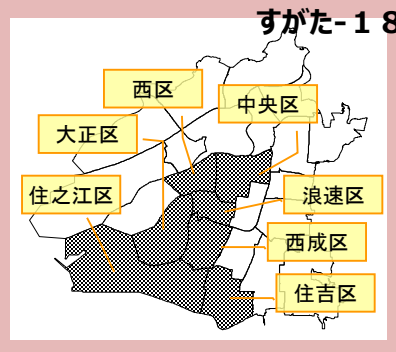 すがた-１８
西区
中央区
大正区
住之江区
浪速区
西成区
住吉区